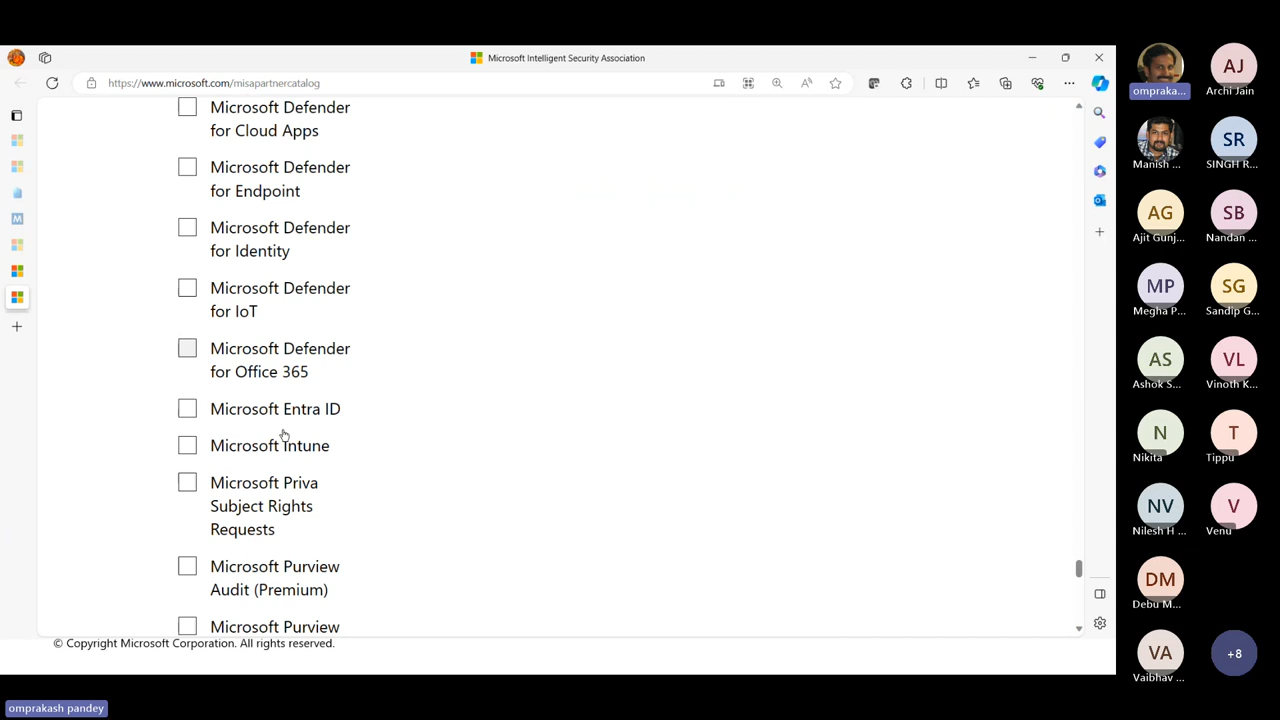 Microsoft Intelligent Security Association
https://www.microsoft.com/misapartnercatalog
Microsoft Defender
for Cloud Apps
Microsoft Defender
for Endpoint
Microsoft Defender
for Identity
Microsoft Defender
for IoT
Microsoft Defender
for Office 365
Microsoft Entra ID
Microsoft Intune
Microsoft Priva
Subject Rights
Requests
Microsoft Purview
Audit (Premium)
Microsoft Purview
© Copyright Microsoft Corporation. All rights reserved.
omprakash pandey
ompraka...
AJ
Archi Jain
Manish ...
SR
SINGH R...
AG
Ajit Gunj...
SB
Nandan ...
MP
Megha P...
SG
Sandip G...
AS
Ashok S...
VL
Vinoth K...
N
Nikita
T
Tippu
NV
Nilesh H ...
V
Venu
DM
Debu M...
VA
Vaibhav ...
+8